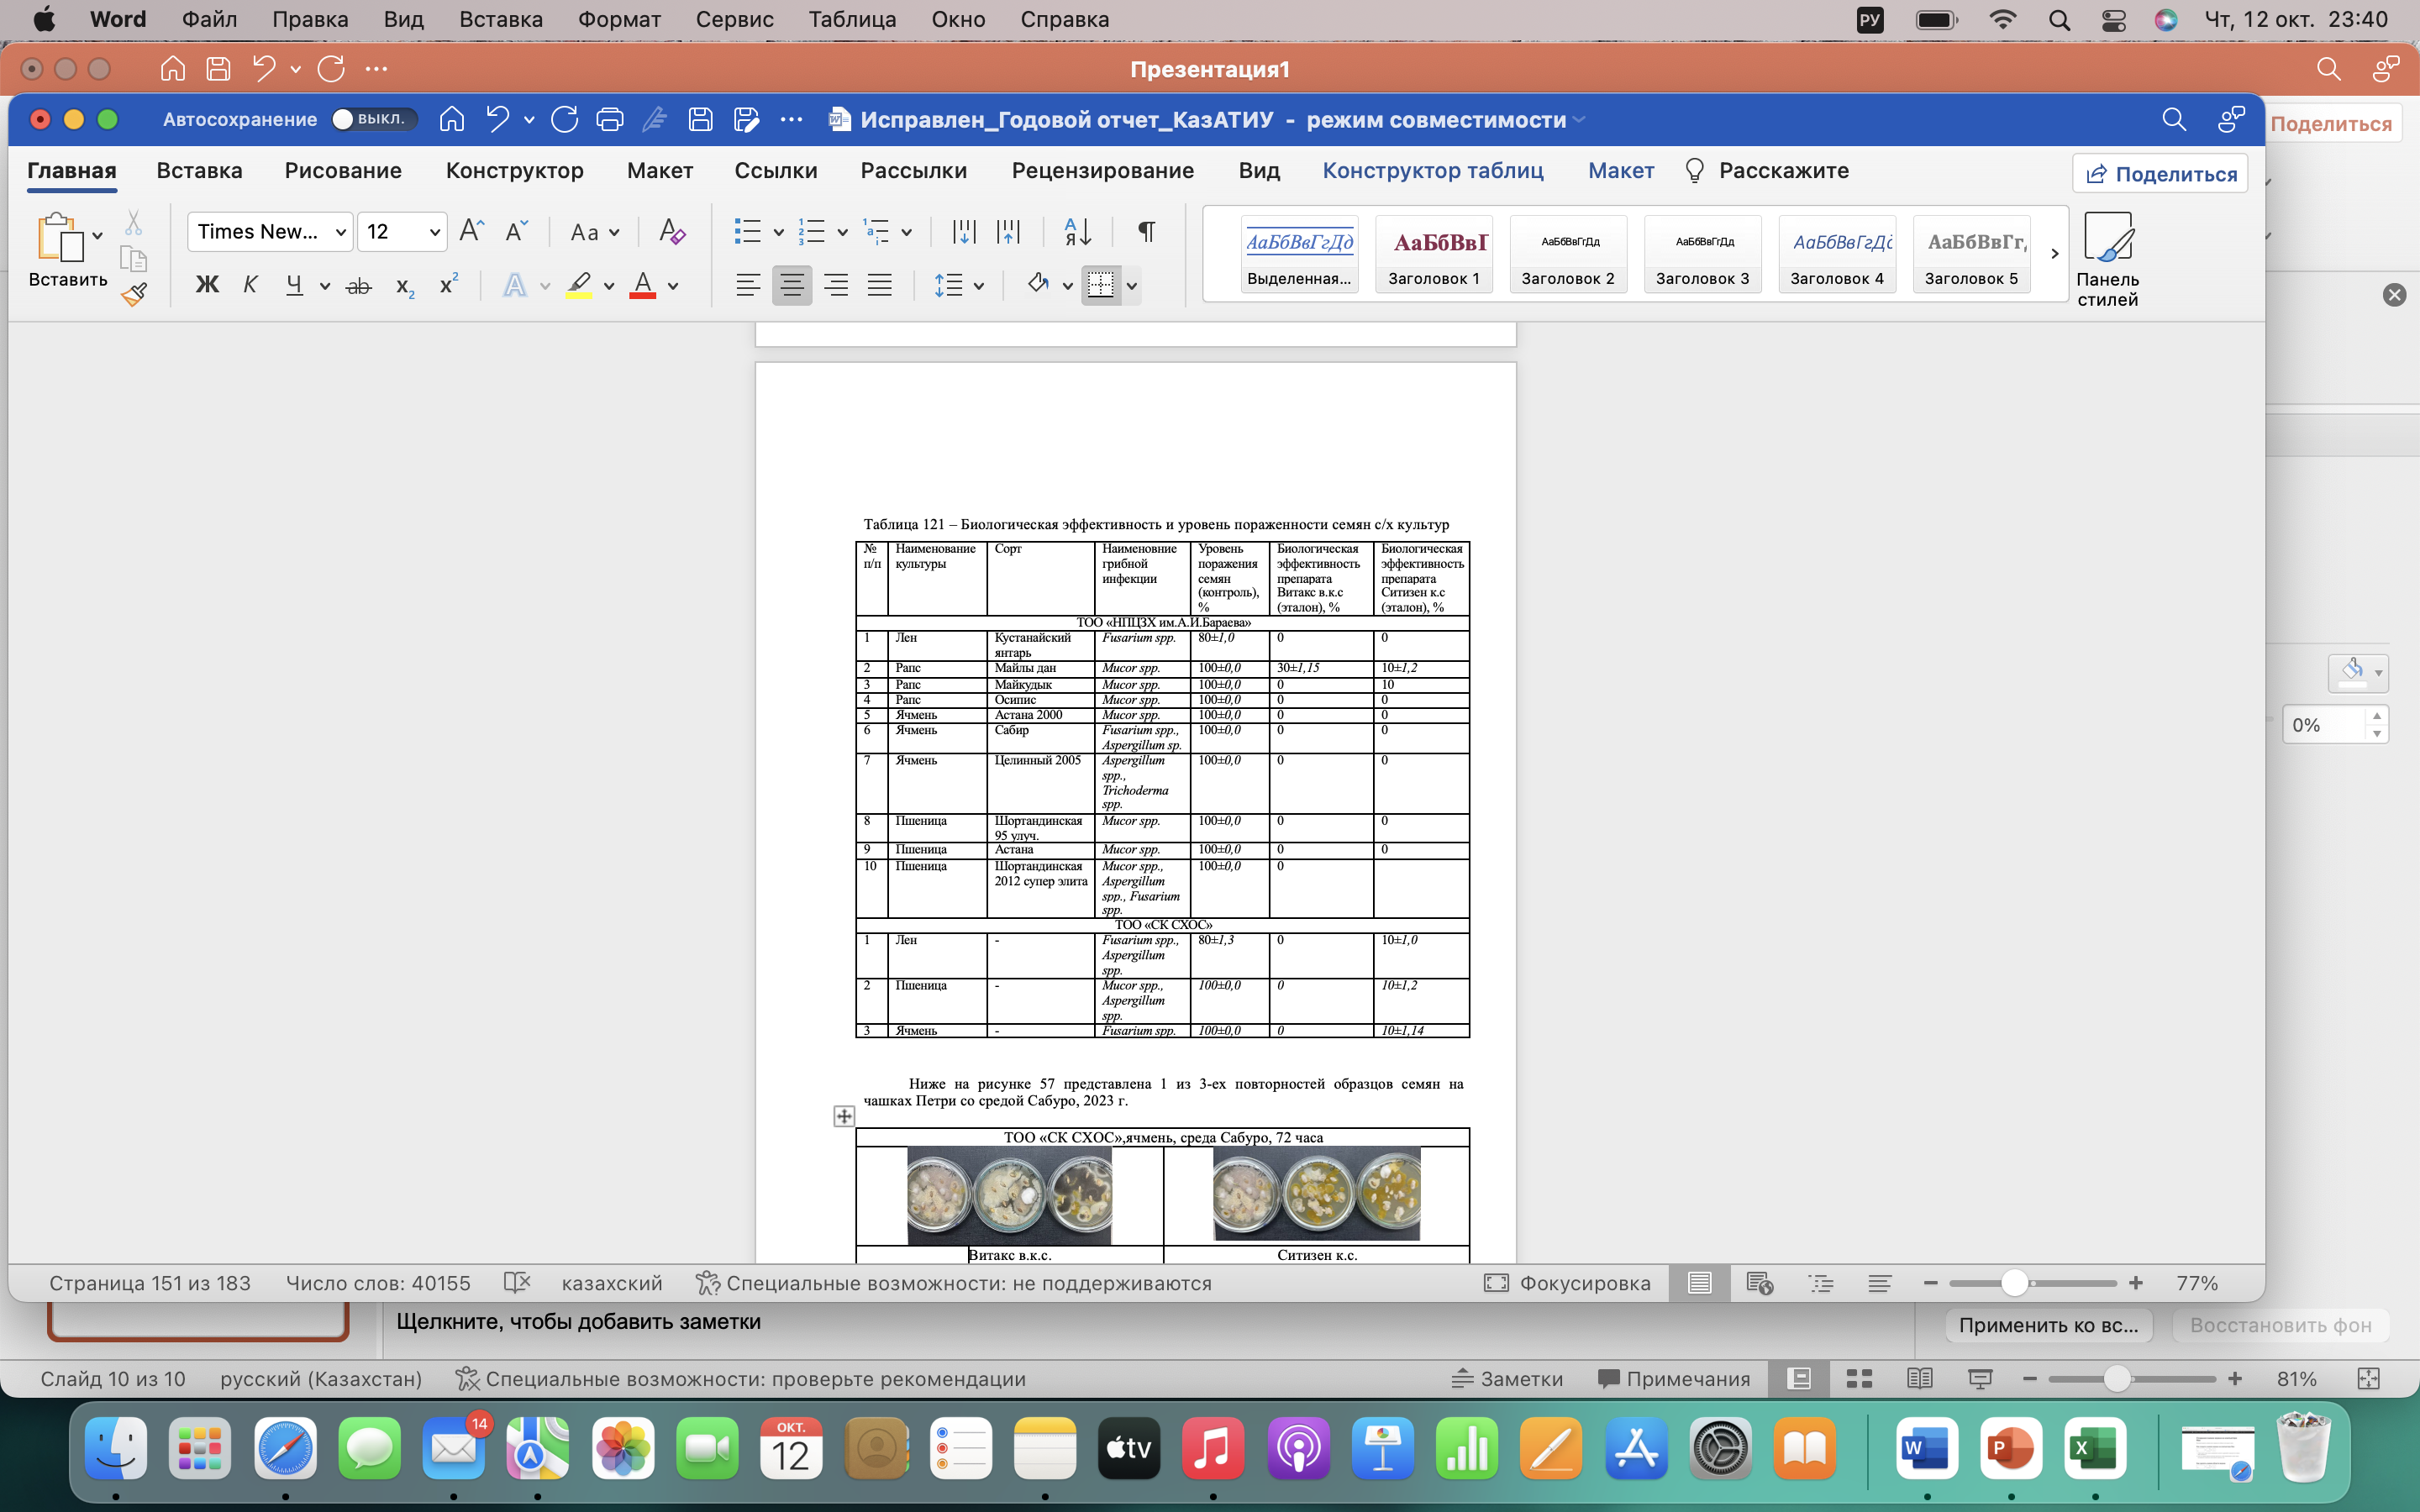 Word Файл Правка Вид Вставка Формат Сервис Таблица Окно Справка РУ Чт, 12 окт. 23:40
Презентация1
Автосохранение ВЫКЛ. Исправлен_Годовой отчет_КазАТИУ - режим совместимости
Поделиться
Главная Вставка Рисование Конструктор Макет Ссылки Рассылки Рецензирование Вид Конструктор таблиц Макет Расскажите Поделиться
Вставить Times New... 12
Выделенная... Заголовок 1 Заголовок 2 Заголовок 3 Заголовок 4 Заголовок 5 Панель стилей
0%
Таблица 121 – Биологическая эффективность и уровень пораженности семян с/х культур
№ п/п Наименование культуры Сорт Наименовние грибной инфекции Уровень поражения семян (контроль), % Биологическая эффективность препарата Витакс в.к.с (эталон), % Биологическая эффективность препарата Ситизен к.с (эталон), %
ТОО «НПЦЗХ им.А.И.Бараева»
1 Лен Кустанайский янтарь Fusarium spp. 80±1,0 0 0
2 Рапс Майлы дан Mucor spp. 100±0,0 30±1,15 10±1,2
3 Рапс Майкудык Mucor spp. 100±0,0 0 10
4 Рапс Осипис Mucor spp. 100±0,0 0 0
5 Ячмень Астана 2000 Mucor spp. 100±0,0 0 0
6 Ячмень Сабир Fusarium spp., Aspergillum sp. 100±0,0 0 0
7 Ячмень Целинный 2005 Aspergillum spp., Trichoderma spp. 100±0,0 0 0
8 Пшеница Шортандинская 95 улуч. Mucor spp. 100±0,0 0 0
9 Пшеница Астана Mucor spp. 100±0,0 0 0
10 Пшеница Шортандинская 2012 супер элита Mucor spp., Aspergillum spp., Fusarium spp. 100±0,0 0
ТОО «СК СХОС»
1 Лен - Fusarium spp., Aspergillum spp. 80±1,3 0 10±1,0
2 Пшеница - Mucor spp., Aspergillum spp. 100±0,0 0 10±1,2
3 Ячмень - Fusarium spp. 100±0,0 0 10±1,14
Ниже на рисунке 57 представлена 1 из 3-ех повторностей образцов семян на
чашках Петри со средой Сабуро, 2023 г.
ТОО «СК СХОС»,ячмень, среда Сабуро, 72 часа
Витакс в.к.с. Ситизен к.с.
Страница 151 из 183 Число слов: 40155 казахский Специальные возможности: не поддерживаются Фокусировка 77%
Щелкните, чтобы добавить заметки Применить ко вс... Восстановить фон
Слайд 10 из 10 русский (Казахстан) Специальные возможности: проверьте рекомендации Заметки Примечания 81%
14 ОКТ. 12 tv W P X